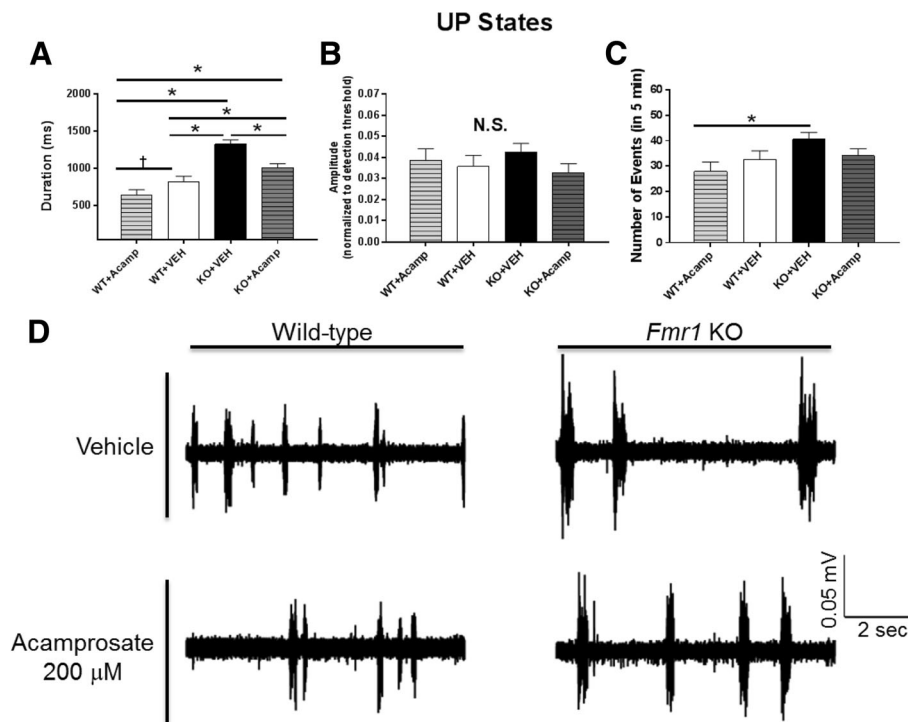 UP States
A
*
*
*
*
*
†
Duration (ms)
2000
1500
1000
500
WT+Acamp
WT+VEH
KO+VEH
KO+Acamp
B
N.S.
Amplitude
(normalized to detection threshold)
0.07
0.06
0.05
0.04
0.03
0.02
0.01
0.00
WT+Acamp
WT+VEH
KO+VEH
KO+Acamp
C
*
Number of Events (in 5 min)
60
50
40
30
20
10
0
WT+Acamp
WT+VEH
KO+VEH
KO+Acamp
D
Wild-type
Fmr1 KO
Vehicle
Acamprosate
200 µM
0.05 mV
2 sec